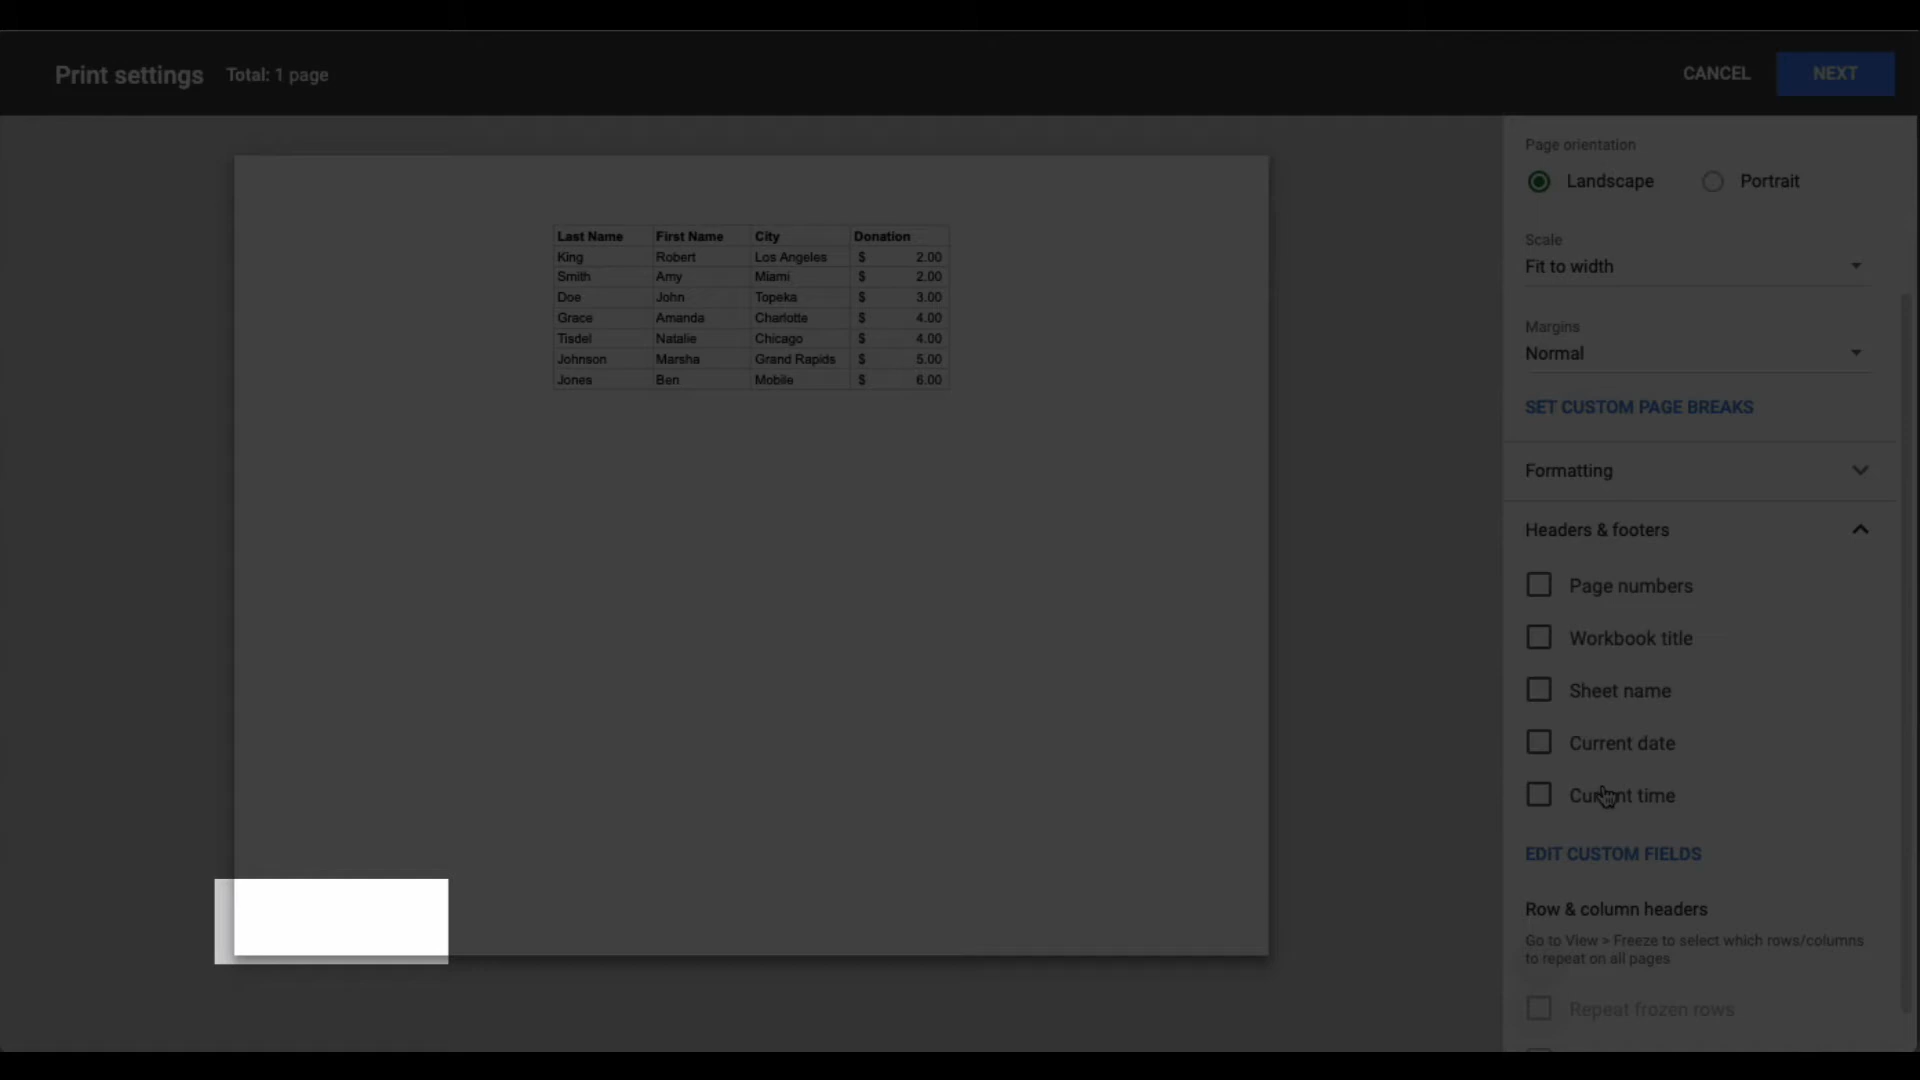 Print settings Total: 1 page CANCEL NEXT
Last Name First Name City Donation
King Robert Los Angeles $ 2.00
Smith Amy Miami $ 2.00
Doe John Topeka $ 3.00
Grace Amanda Charlotte $ 4.00
Tisdel Natalie Chicago $ 4.00
Johnson Marsha Grand Rapids $ 5.00
Jones Ben Mobile $ 6.00
Page orientation
Landscape Portrait
Scale
Fit to width
Margins
Normal
SET CUSTOM PAGE BREAKS
Formatting
Headers & footers
Page numbers
Workbook title
Sheet name
Current date
Current time
EDIT CUSTOM FIELDS
Row & column headers
Go to View > Freeze to select which rows/columns
to repeat on all pages
Repeat frozen rows